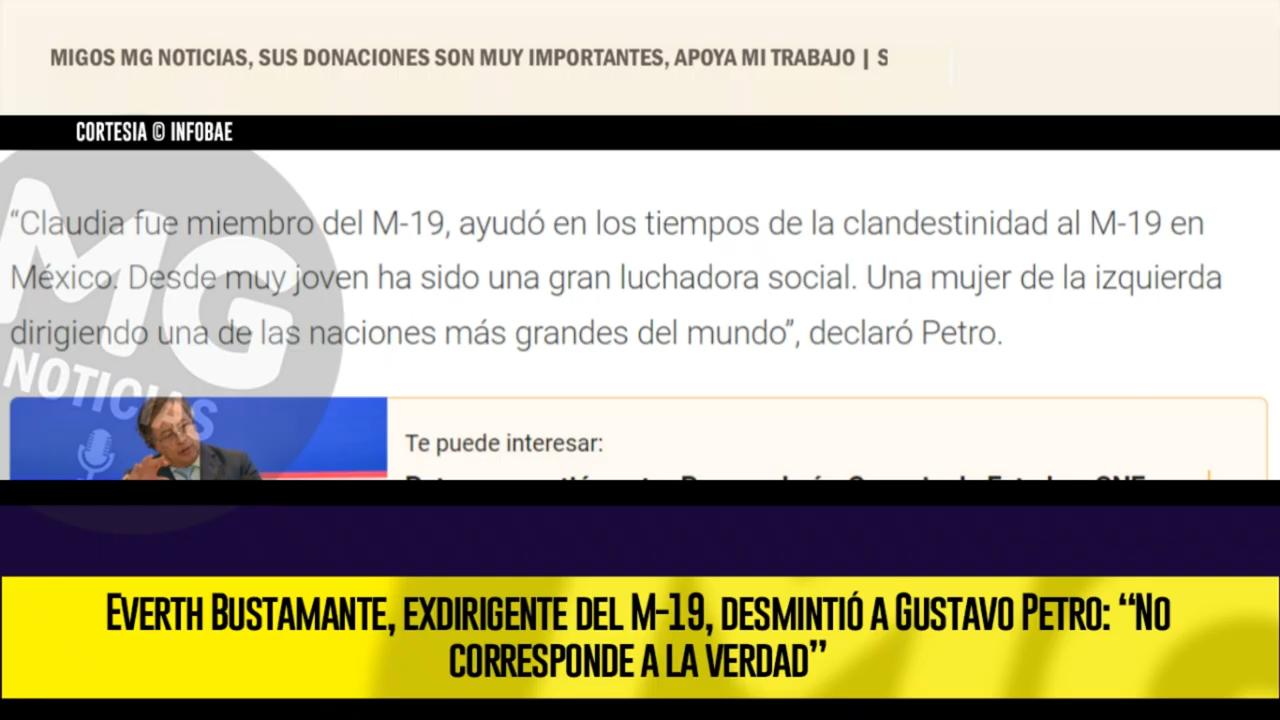 MIGOS MG NOTICIAS, SUS DONACIONES SON MUY IMPORTANTES, APOYA MI TRABAJO | S
CORTESIA © INFOBAE
“Claudia fue miembro del M-19, ayudó en los tiempos de la clandestinidad al M-19 en
México. Desde muy joven ha sido una gran luchadora social. Una mujer de la izquierda
dirigiendo una de las naciones más grandes del mundo”, declaró Petro.
MG
NOTICIAS
Te puede interesar:
EVERTH BUSTAMANTE, EXDIRIGENTE DEL M-19, DESMINTIÓ A GUSTAVO PETRO: “NO
CORRESPONDE A LA VERDAD”